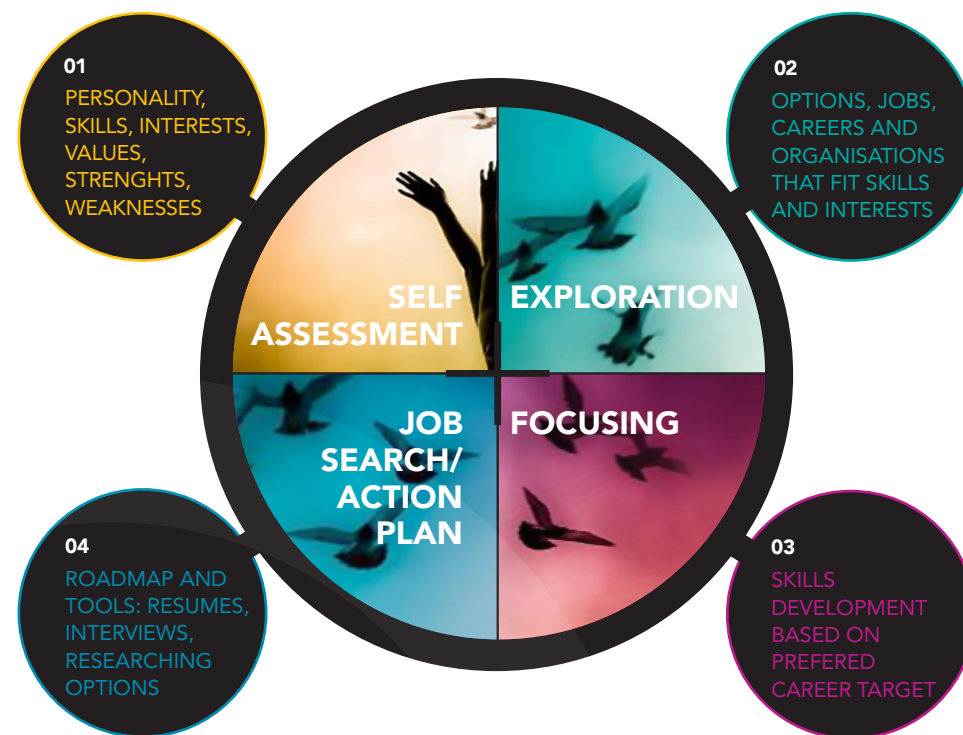 01
PERSONALITY,
SKILLS, INTERESTS,
VALUES,
STRENGHTS,
WEAKNESSES
02
OPTIONS, JOBS,
CAREERS AND
ORGANISATIONS
THAT FIT SKILLS
AND INTERESTS
SELF
ASSESSMENT
EXPLORATION
JOB
SEARCH/
ACTION
PLAN
FOCUSING
04
ROADMAP AND
TOOLS: RESUMES,
INTERVIEWS,
RESEARCHING
OPTIONS
03
SKILLS
DEVELOPMENT
BASED ON
PREFERED
CAREER TARGET